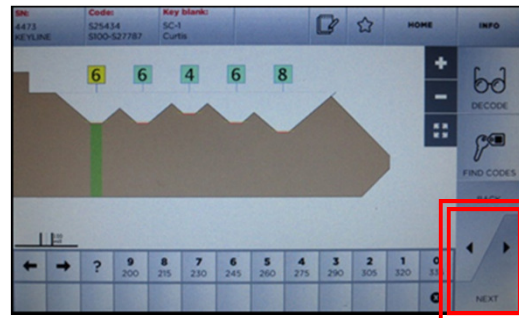 SN: Code: Key blank:
4473 S25434 SC-1 HOME INFO
KEYLINE S100-S27787 Curtis
6 6 4 6 8
+
-
DECODE
FIND CODES
BACK
? 9 8 7 6 5 4 3 2 1 0
200 215 230 245 260 275 290 305 320
NEXT